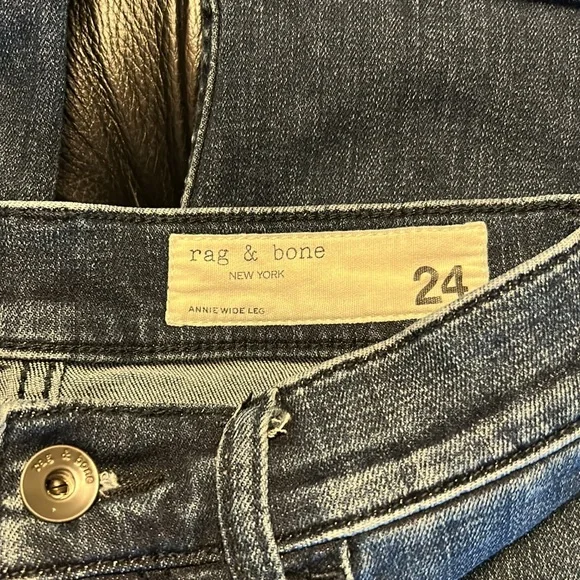 rag & bone
NEW YORK
ANNIE WIDE LEG
24
rag & bone